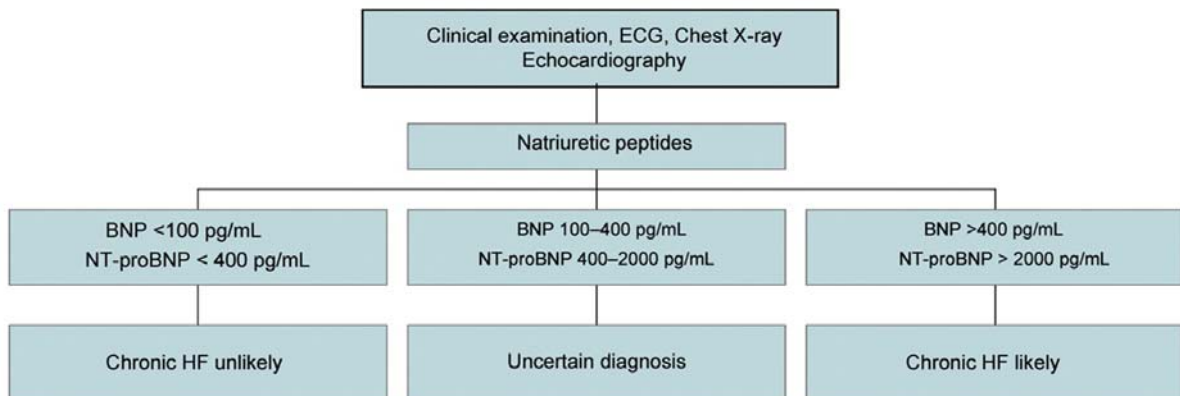 Clinical examination, ECG, Chest X-ray
Echocardiography
Natriuretic peptides
BNP <100 pg/mL
NT-proBNP < 400 pg/mL
BNP 100–400 pg/mL
NT-proBNP 400–2000 pg/mL
BNP >400 pg/mL
NT-proBNP > 2000 pg/mL
Chronic HF unlikely
Uncertain diagnosis
Chronic HF likely